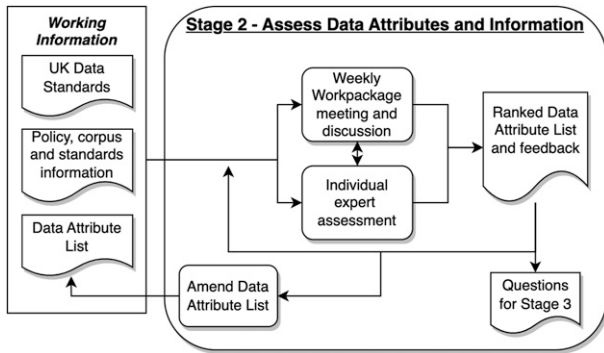 Working
Information
UK Data
Standards
Policy, corpus
and standards
information
Data Attribute
List
Stage 2 - Assess Data Attributes and Information
Weekly
Workpackage
meeting and
discussion
Individual
expert
assessment
Ranked Data
Attribute List
and feedback
Amend Data
Attribute List
Questions
for Stage 3